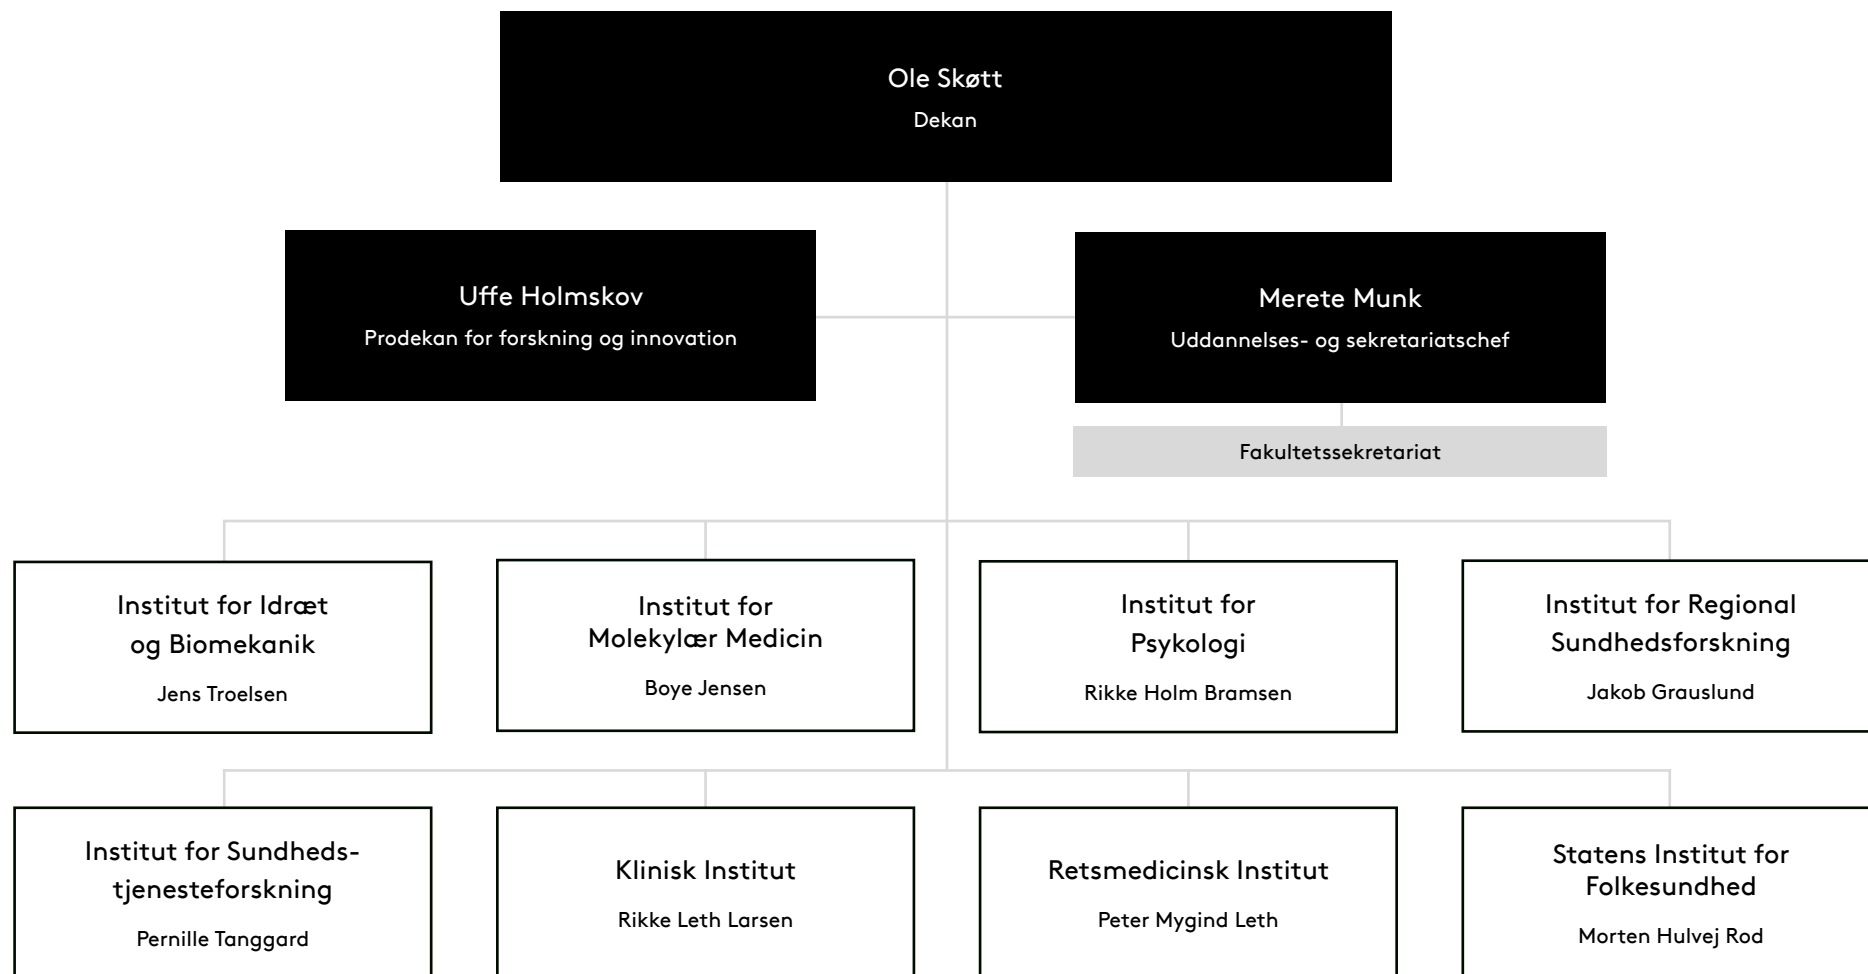 Ole Skøtt
Dekan
Uffe Holmskov
Prodekan for forskning og innovation
Merete Munk
Uddannelses- og sekretariatschef
Fakultetssekretariat
Institut for Idræt
og Biomekanik
Jens Troelsen
Institut for
Molekylær Medicin
Boye Jensen
Institut for
Psykologi
Rikke Holm Bramsen
Institut for Regional
Sundhedsforskning
Jakob Grauslund
Institut for Sundheds-
tjenesteforskning
Pernille Tanggard
Klinisk Institut
Rikke Leth Larsen
Retsmedicinsk Institut
Peter Mygind Leth
Statens Institut for
Folkesundhed
Morten Hulvej Rod